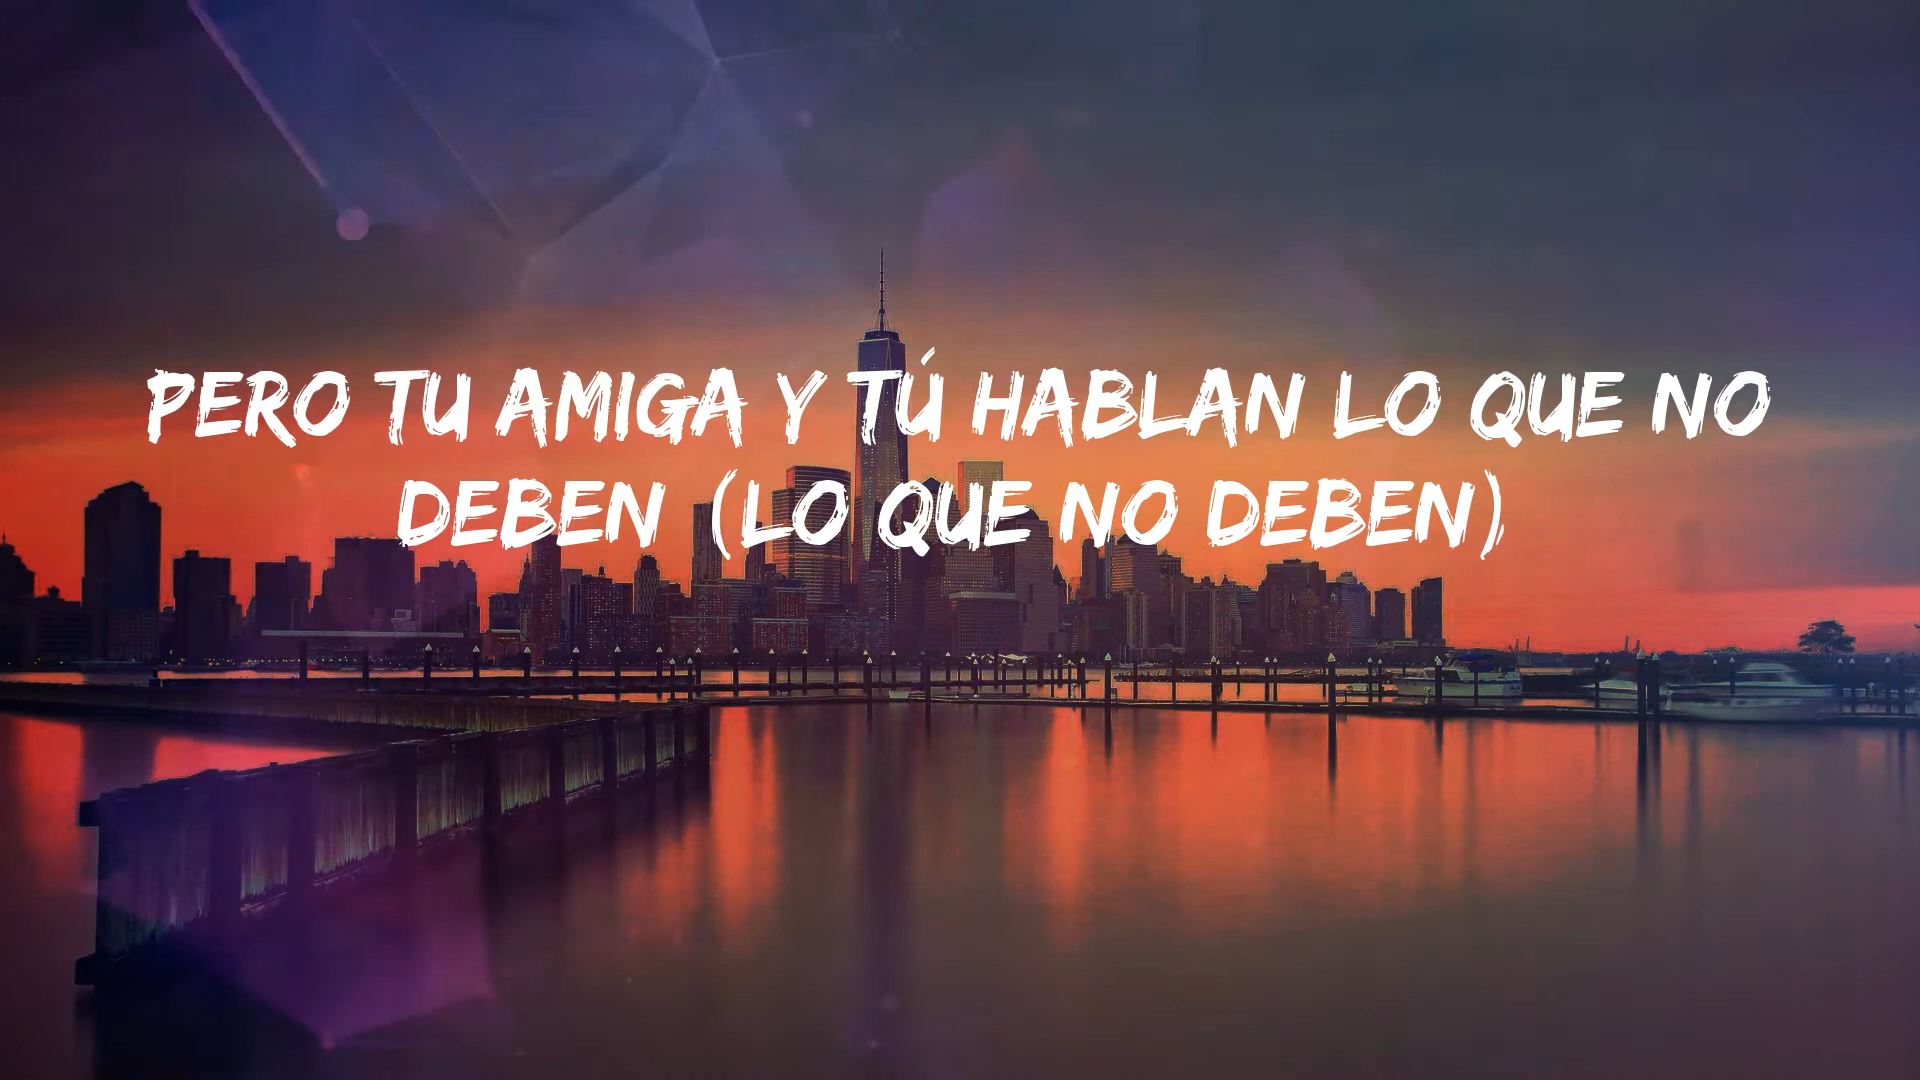 PERO TU AMIGA Y TÚ HABLAN LO QUE NO
DEBEN (LO QUE NO DEBEN)